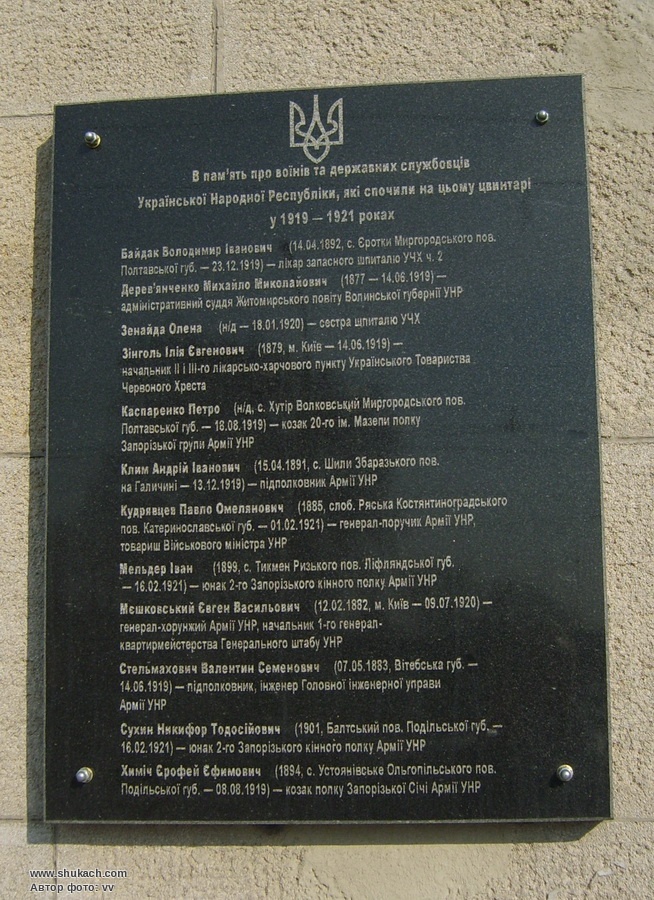 В пам'ять про воїнів та державних службовців
Української Народної Республіки, які спочили на цьому цвинтарі
у 1919 — 1921 роках
Байдак Володимир Іванович (14.04.1892, с. Єротки Миргородського пов.
Полтавської губ. — 23.12.1919) — лікар запасного шпиталю УЧХ ч. 2
Дерев'янченко Михайло Миколайович (1877 — 14.06.1919) —
адміністративний суддя Житомирського повіту Волинської губернії УНР
Зенайда Олена (н/д — 18.01.1920) — сестра шпиталю УЧХ
Зінголь Ілія Євгенович (1879, м. Київ — 14.06.1919) —
начальник ІІ і ІІІ-го лікарсько-харчового пункту Українського Товариства
Червоного Хреста
Каспаренко Петро (н/д, с. Хутір Волковський Миргородського пов.
Полтавської губ. — 18.08.1919) — козак 20-го ім. Мазепи полку
Запорізької групи Армії УНР
Клим Андрій Іванович (15.04.1891, с. Шили Збаразького пов.
на Галичині — 13.12.1919) — підполковник Армії УНР
Кудрявцев Павло Омелянович (1885, слоб. Ряська Костянтиноградського
пов. Катеринославської губ. — 01.02.1921) — генерал-поручик Армії УНР,
товариш Військового міністра УНР
Мельдер Іван (1899, с. Тикмен Ризького пов. Ліфляндської губ.
— 16.02.1921) — юнак 2-го Запорізького кінного полку Армії УНР
Мєшковський Євген Васильович (12.02.1882, м. Київ — 09.07.1920) —
генерал-хорунжий Армії УНР, начальник 1-го генерал-
квартирмейстерства Генерального штабу УНР
Стельмахович Валентин Семенович (07.05.1883, Вітебська губ. —
14.06.1919) — підполковник, інженер Головної інженерної управи
Армії УНР
Сухин Никифор Тодосійович (1901, Балтський пов. Подільської губ. —
16.02.1921) — юнак 2-го Запорізького кінного полку Армії УНР
Химіч Єрофей Єфимович (1894, с. Устоянівське Ольгопільського пов.
Подільської губ. — 08.08.1919) — козак полку Запорізької Січі Армії УНР
www.shukach.com
Автор фото: vv